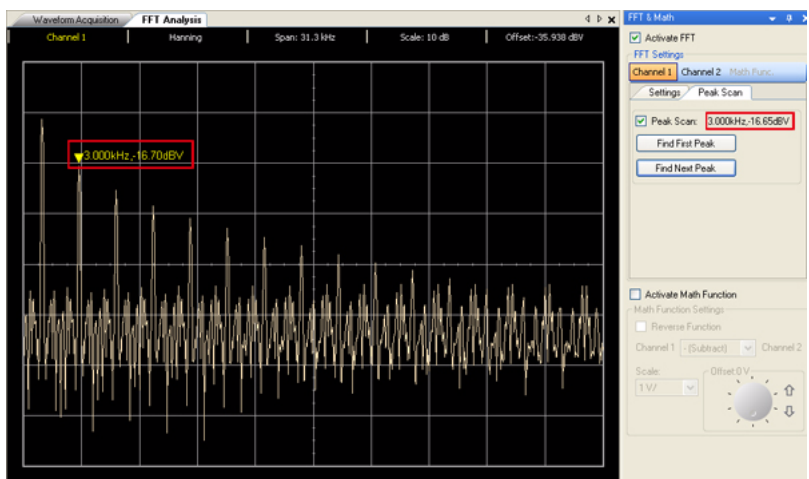 Waveform Acquisition
FFT Analysis
Channel 1
Hanning
Span: 31.3 kHz
Scale: 10 dB
Offset:-35.938 dBV
3.000kHz,-16.70dBV
FFT & Math
Activate FFT
FFT Settings
Channel 1
Channel 2
Math Func.
Settings
Peak Scan
Peak Scan:
3.000kHz,-16.65dBV
Find First Peak
Find Next Peak
Activate Math Function
Math Function Settings
Reverse Function
Channel 1
- (Subtract)
Channel 2
Scale:
1 V/
Offset:0 V